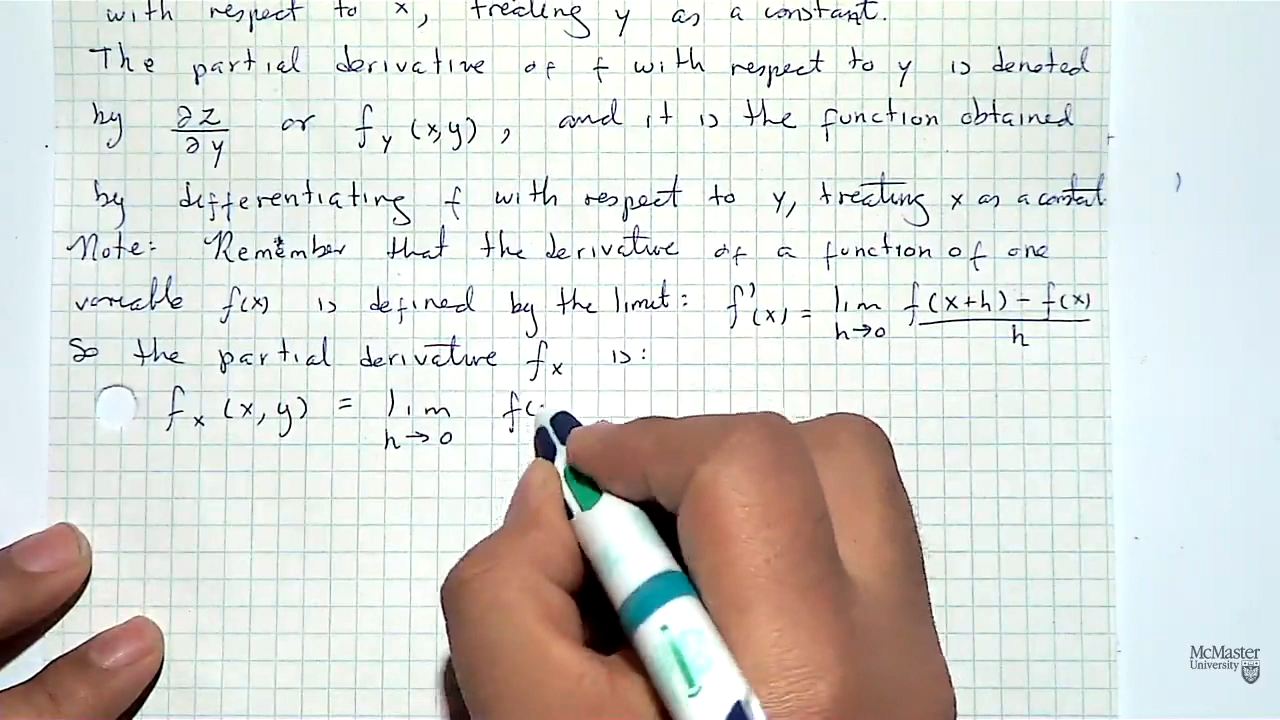 with respect to x, treating y as a constant.
The partial derivative of f with respect to y is denoted
by ∂z/∂y or f_y (x,y), and it is the function obtained
by differentiating f with respect to y, treating x as a constat.
Note: Remember that the derivative of a function of one
variable f(x) is defined by the limit: f'(x) = lim h→0 f(x+h) - f(x) / h
So the partial derivative f_x is:
f_x (x,y) = lim h→0 f(
McMaster
University